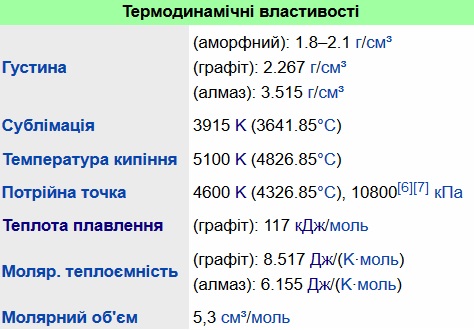 Термодинамічні властивості
Густина
(аморфний): 1.8–2.1 г/см³
(графіт): 2.267 г/см³
(алмаз): 3.515 г/см³
Сублімація 3915 K (3641.85°C)
Температура кипіння 5100 K (4826.85°C)
Потрійна точка 4600 K (4326.85°C), 10800[6][7] кПа
Теплота плавлення (графіт): 117 кДж/моль
Моляр. теплоємність
(графіт): 8.517 Дж/(К·моль)
(алмаз): 6.155 Дж/(К·моль)
Молярний об'єм 5,3 см³/моль